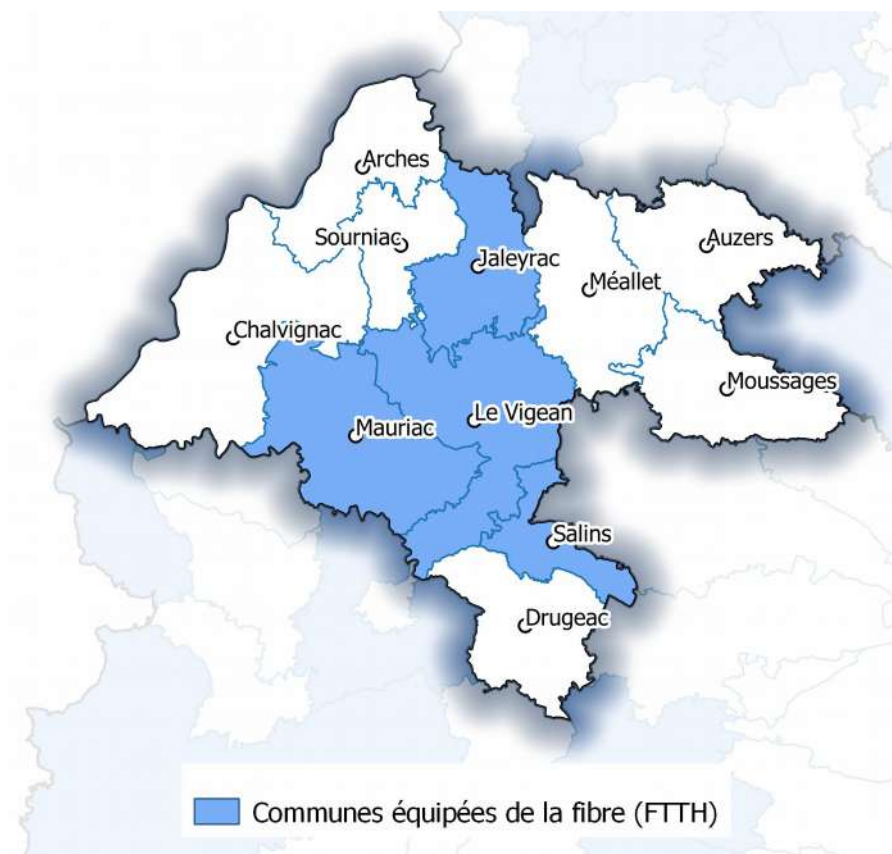 Arches
Sourniac
Auzers
Jaleyrac
Méallet
Chalvignac
Moussages
Le Vigean
Mauriac
Salins
Drugeac
Communes équipées de la fibre (FTTH)